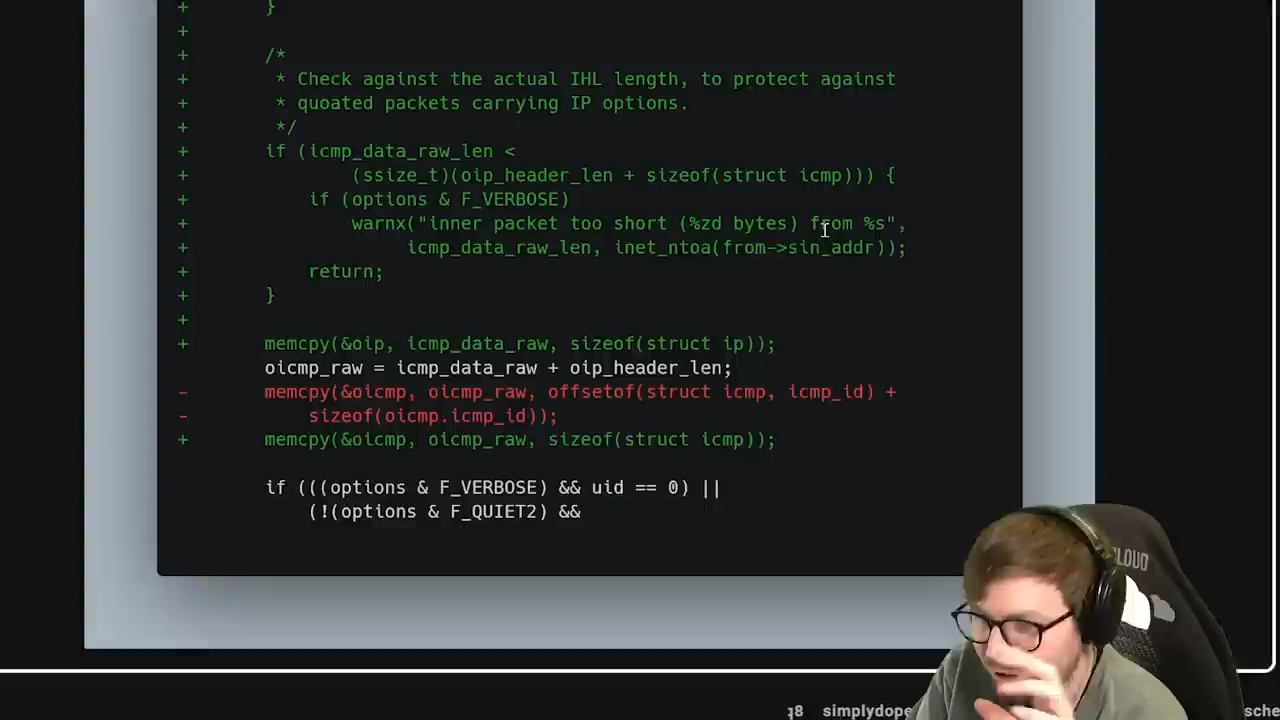 + }
+
+ /*
+ * Check against the actual IHL length, to protect against
+ * quoated packets carrying IP options.
+ */
+ if (icmp_data_raw_len <
+ (ssize_t)(oip_header_len + sizeof(struct icmp))) {
+ if (options & F_VERBOSE)
+ warnx("inner packet too short (%zd bytes) from %s",
+ icmp_data_raw_len, inet_ntoa(from->sin_addr));
+ return;
+ }
+
+ memcpy(&oip, icmp_data_raw, sizeof(struct ip));
oicmp_raw = icmp_data_raw + oip_header_len;
- memcpy(&oicmp, oicmp_raw, offsetof(struct icmp, icmp_id) +
- sizeof(oicmp.icmp_id));
+ memcpy(&oicmp, oicmp_raw, sizeof(struct icmp));
if (((options & F_VERBOSE) && uid == 0) ||
(!(options & F_QUIET2) &&
LOUD
simplydope
sche